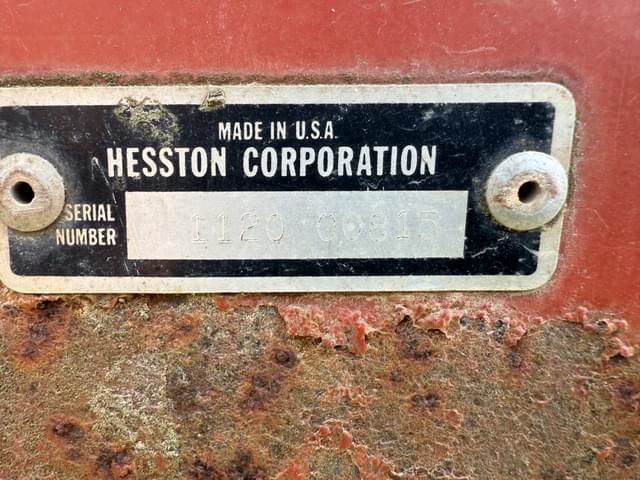 MADE IN U.S.A.
HESSTON CORPORATION
SERIAL
NUMBER
1120 00815